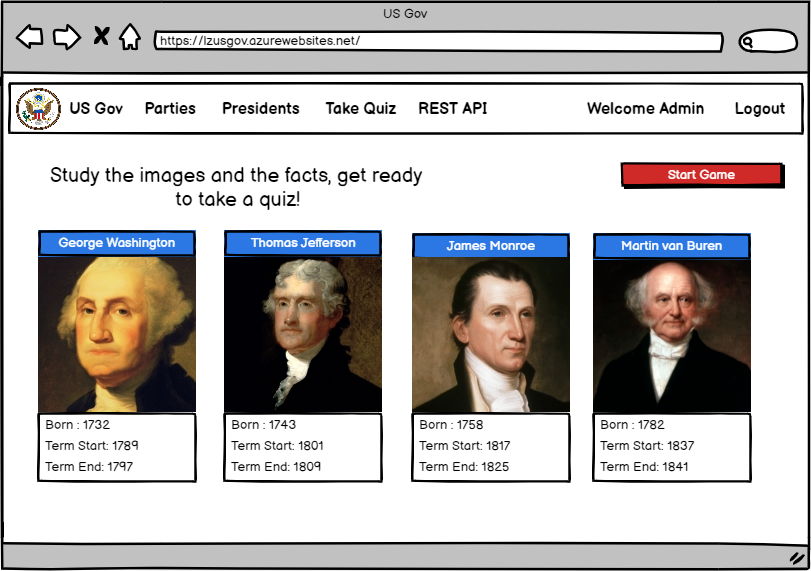 US Gov
https://lzusgov.azurewebsites.net/
US Gov Parties Presidents Take Quiz REST API Welcome Admin Logout
Study the images and the facts, get ready
to take a quiz!
Start Game
George Washington
Born : 1732
Term Start: 1789
Term End: 1797
Thomas Jefferson
Born : 1743
Term Start: 1801
Term End: 1809
James Monroe
Born : 1758
Term Start: 1817
Term End: 1825
Martin van Buren
Born : 1782
Term Start: 1837
Term End: 1841